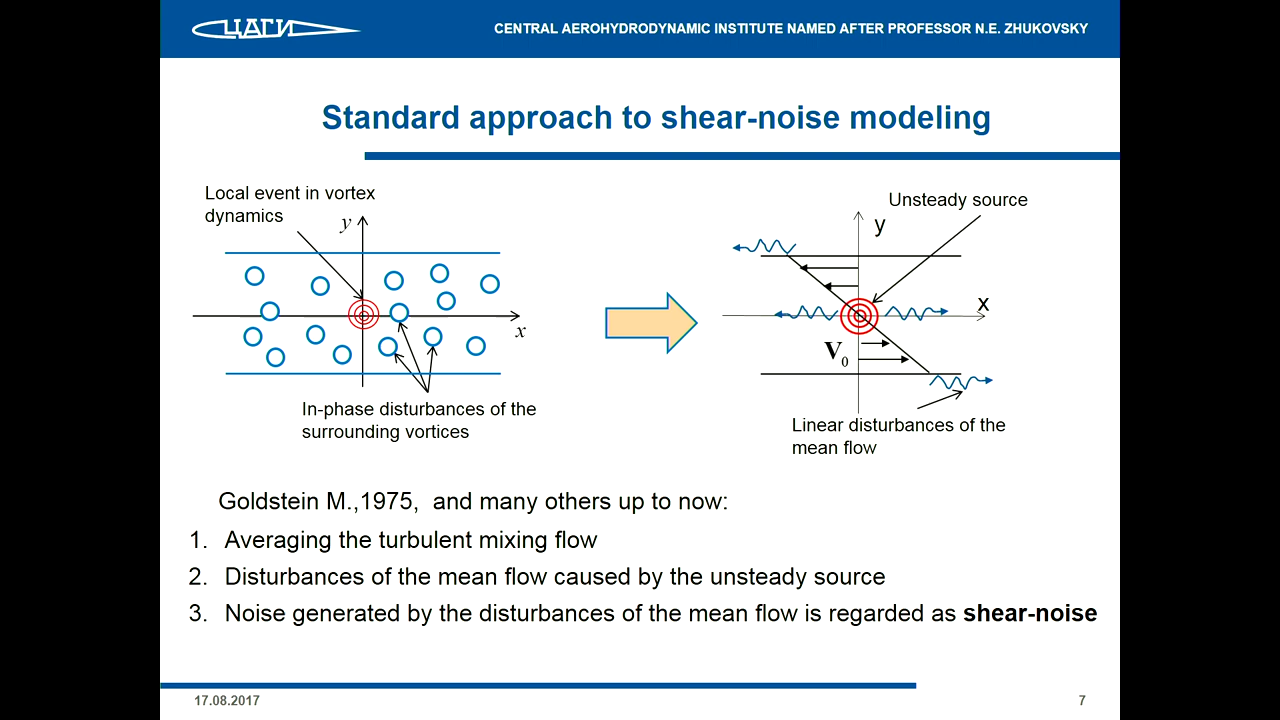 ЦАГИ
CENTRAL AEROHYDRODYNAMIC INSTITUTE NAMED AFTER PROFESSOR N.E. ZHUKOVSKY
Standard approach to shear-noise modeling
Local event in vortex
dynamics
y
x
In-phase disturbances of the
surrounding vortices
Unsteady source
y
x
V0
Linear disturbances of the
mean flow
Goldstein M.,1975, and many others up to now:
1. Averaging the turbulent mixing flow
2. Disturbances of the mean flow caused by the unsteady source
3. Noise generated by the disturbances of the mean flow is regarded as shear-noise
17.08.2017
7